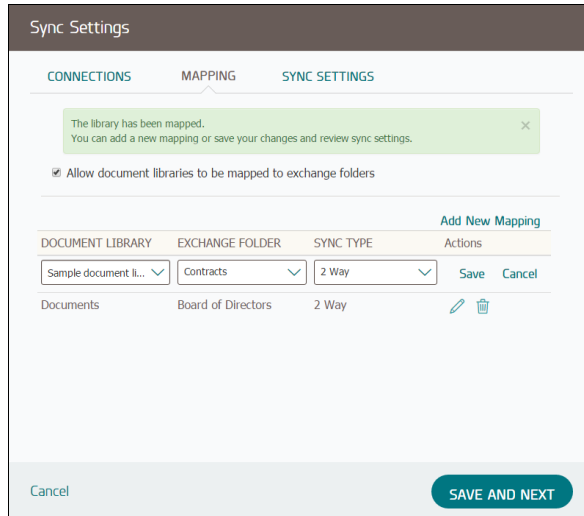 Sync Settings
CONNECTIONS MAPPING SYNC SETTINGS
The library has been mapped.
You can add a new mapping or save your changes and review sync settings.
Allow document libraries to be mapped to exchange folders
Add New Mapping
DOCUMENT LIBRARY EXCHANGE FOLDER SYNC TYPE Actions
Sample document li... Contracts 2 Way Save Cancel
Documents Board of Directors 2 Way
Cancel SAVE AND NEXT